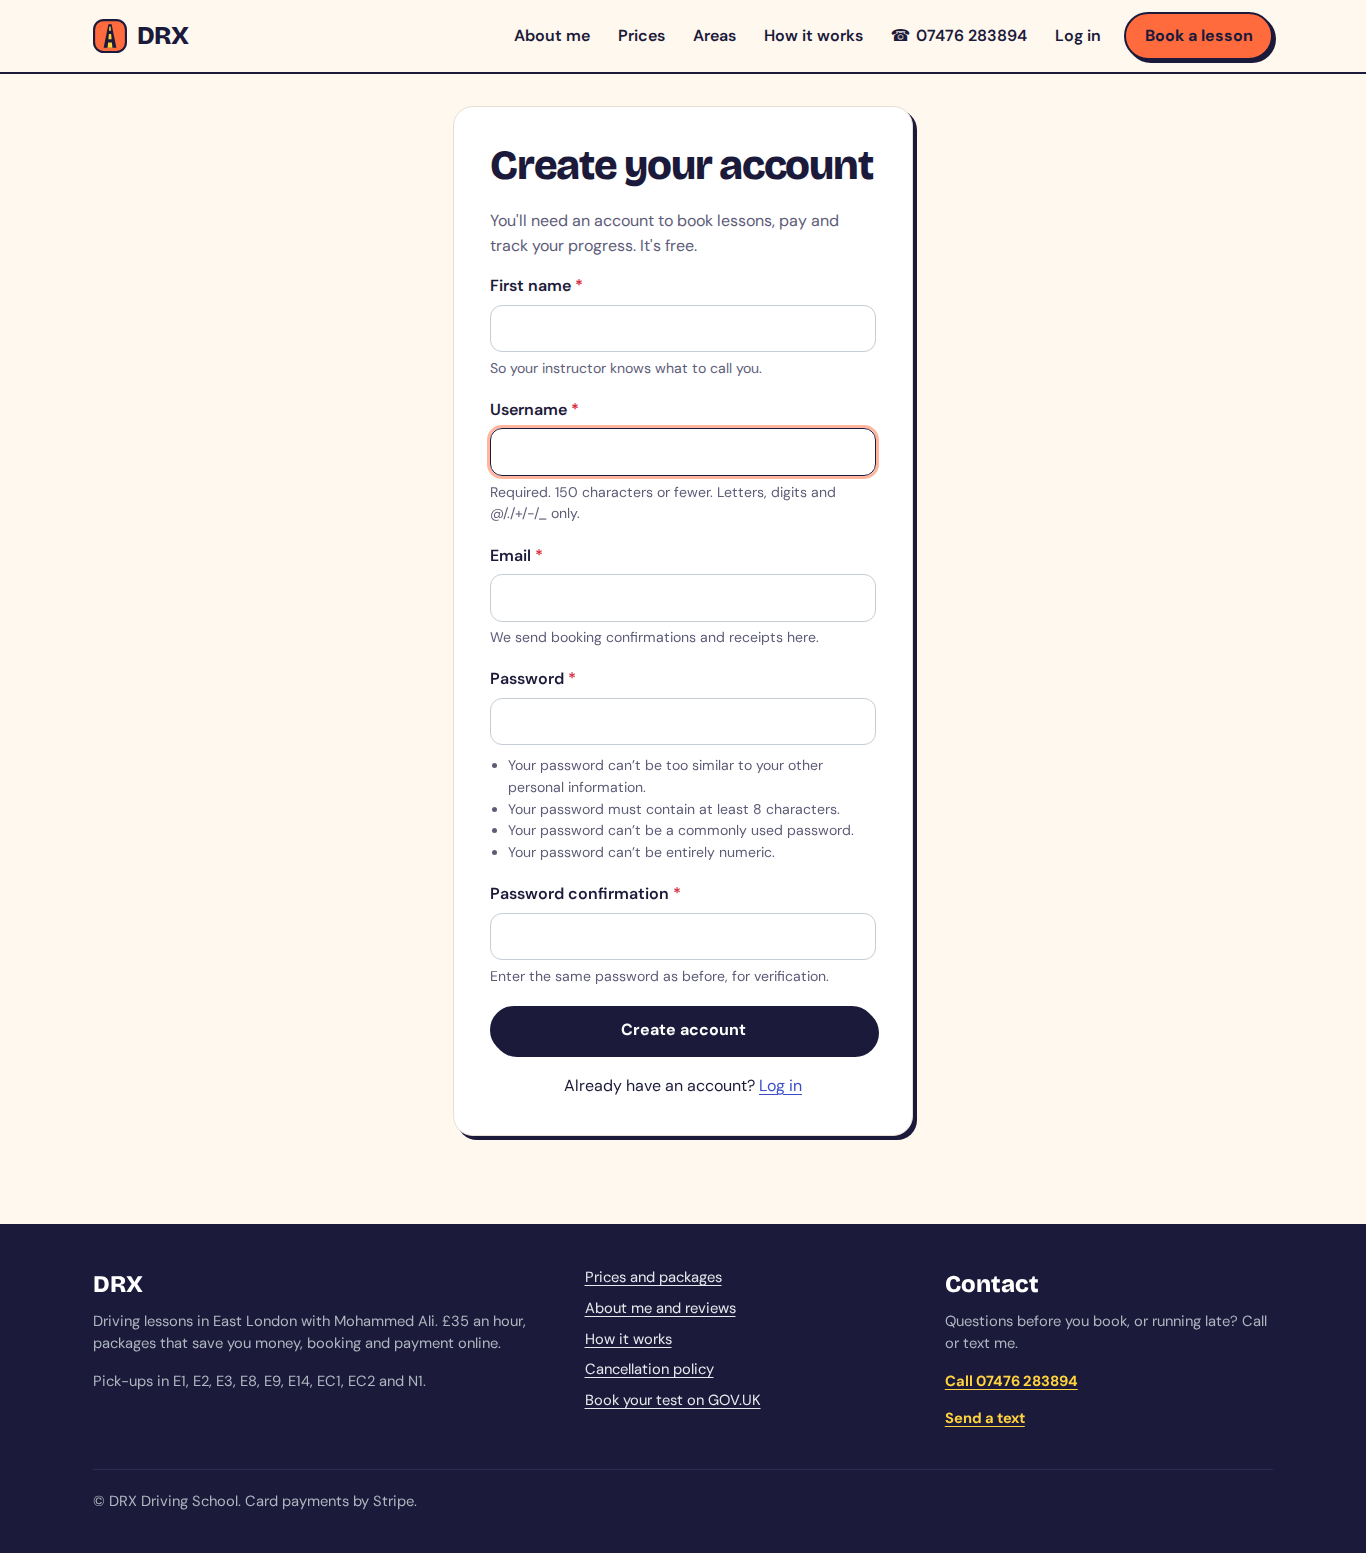 DRX
About me
Prices
Areas
How it works
☎ 07476 283894
Log in
Book a lesson
Create your account
You'll need an account to book lessons, pay and
track your progress. It's free.
First name *
So your instructor knows what to call you.
Username *
Required. 150 characters or fewer. Letters, digits and
@/./+/-/_ only.
Email *
We send booking confirmations and receipts here.
Password *
• Your password can’t be too similar to your other
personal information.
• Your password must contain at least 8 characters.
• Your password can’t be a commonly used password.
• Your password can’t be entirely numeric.
Password confirmation *
Enter the same password as before, for verification.
Create account
Already have an account? Log in
DRX
Driving lessons in East London with Mohammed Ali. £35 an hour,
packages that save you money, booking and payment online.
Pick-ups in E1, E2, E3, E8, E9, E14, EC1, EC2 and N1.
Prices and packages
About me and reviews
How it works
Cancellation policy
Book your test on GOV.UK
Contact
Questions before you book, or running late? Call
or text me.
Call 07476 283894
Send a text
© DRX Driving School. Card payments by Stripe.